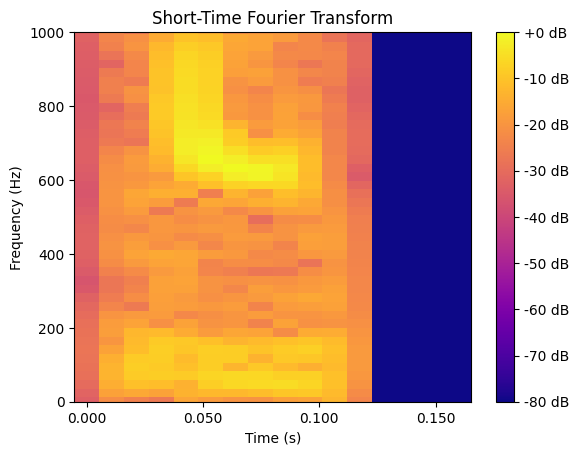 Short-Time Fourier Transform
1000
800
600
400
200
0
Frequency (Hz)
0.000
0.050
0.100
0.150
Time (s)
+0 dB
-10 dB
-20 dB
-30 dB
-40 dB
-50 dB
-60 dB
-70 dB
-80 dB